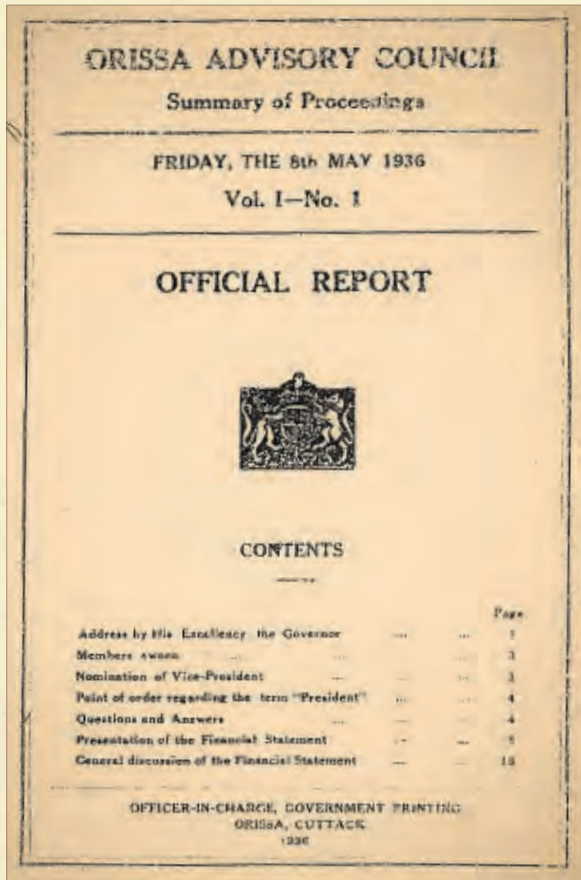 ORISSA ADVISORY COUNCIL
Summary of Proceedings
FRIDAY, THE 8th MAY 1936
Vol. I—No. 1
OFFICIAL REPORT
CONTENTS
Page
Address by His Excellency the Governor ... ... 1
Members sworn ... ... ... 3
Nomination of Vice-President ... ... 3
Point of order regarding the term "President" ... ... 4
Questions and Answers ... ... ... 4
Presentation of the Financial Statement ... ... 5
General discussion of the Financial Statement ... ...
OFFICER-IN-CHARGE, GOVERNMENT PRINTING
ORISSA, CUTTACK
1936